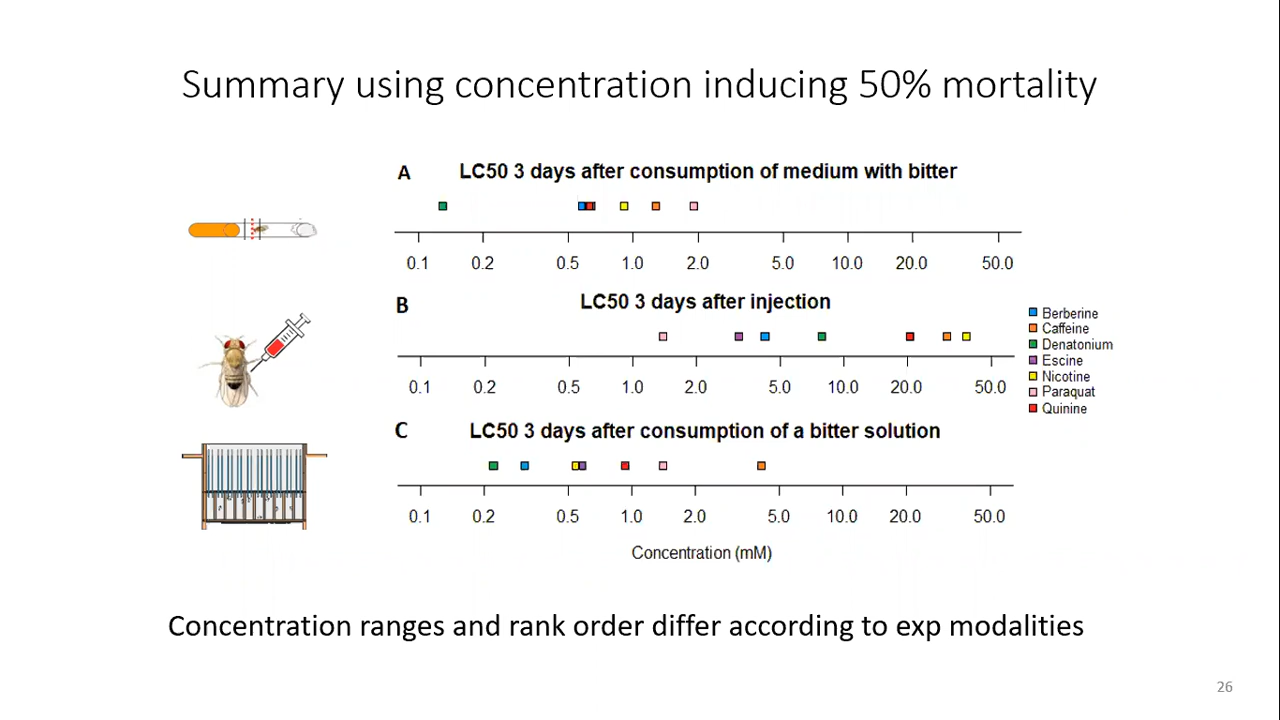 Summary using concentration inducing 50% mortality
A LC50 3 days after consumption of medium with bitter
0.1 0.2 0.5 1.0 2.0 5.0 10.0 20.0 50.0
B LC50 3 days after injection
0.1 0.2 0.5 1.0 2.0 5.0 10.0 20.0 50.0
Berberine
Caffeine
Denatonium
Escine
Nicotine
Paraquat
Quinine
C LC50 3 days after consumption of a bitter solution
0.1 0.2 0.5 1.0 2.0 5.0 10.0 20.0 50.0
Concentration (mM)
Concentration ranges and rank order differ according to exp modalities
26